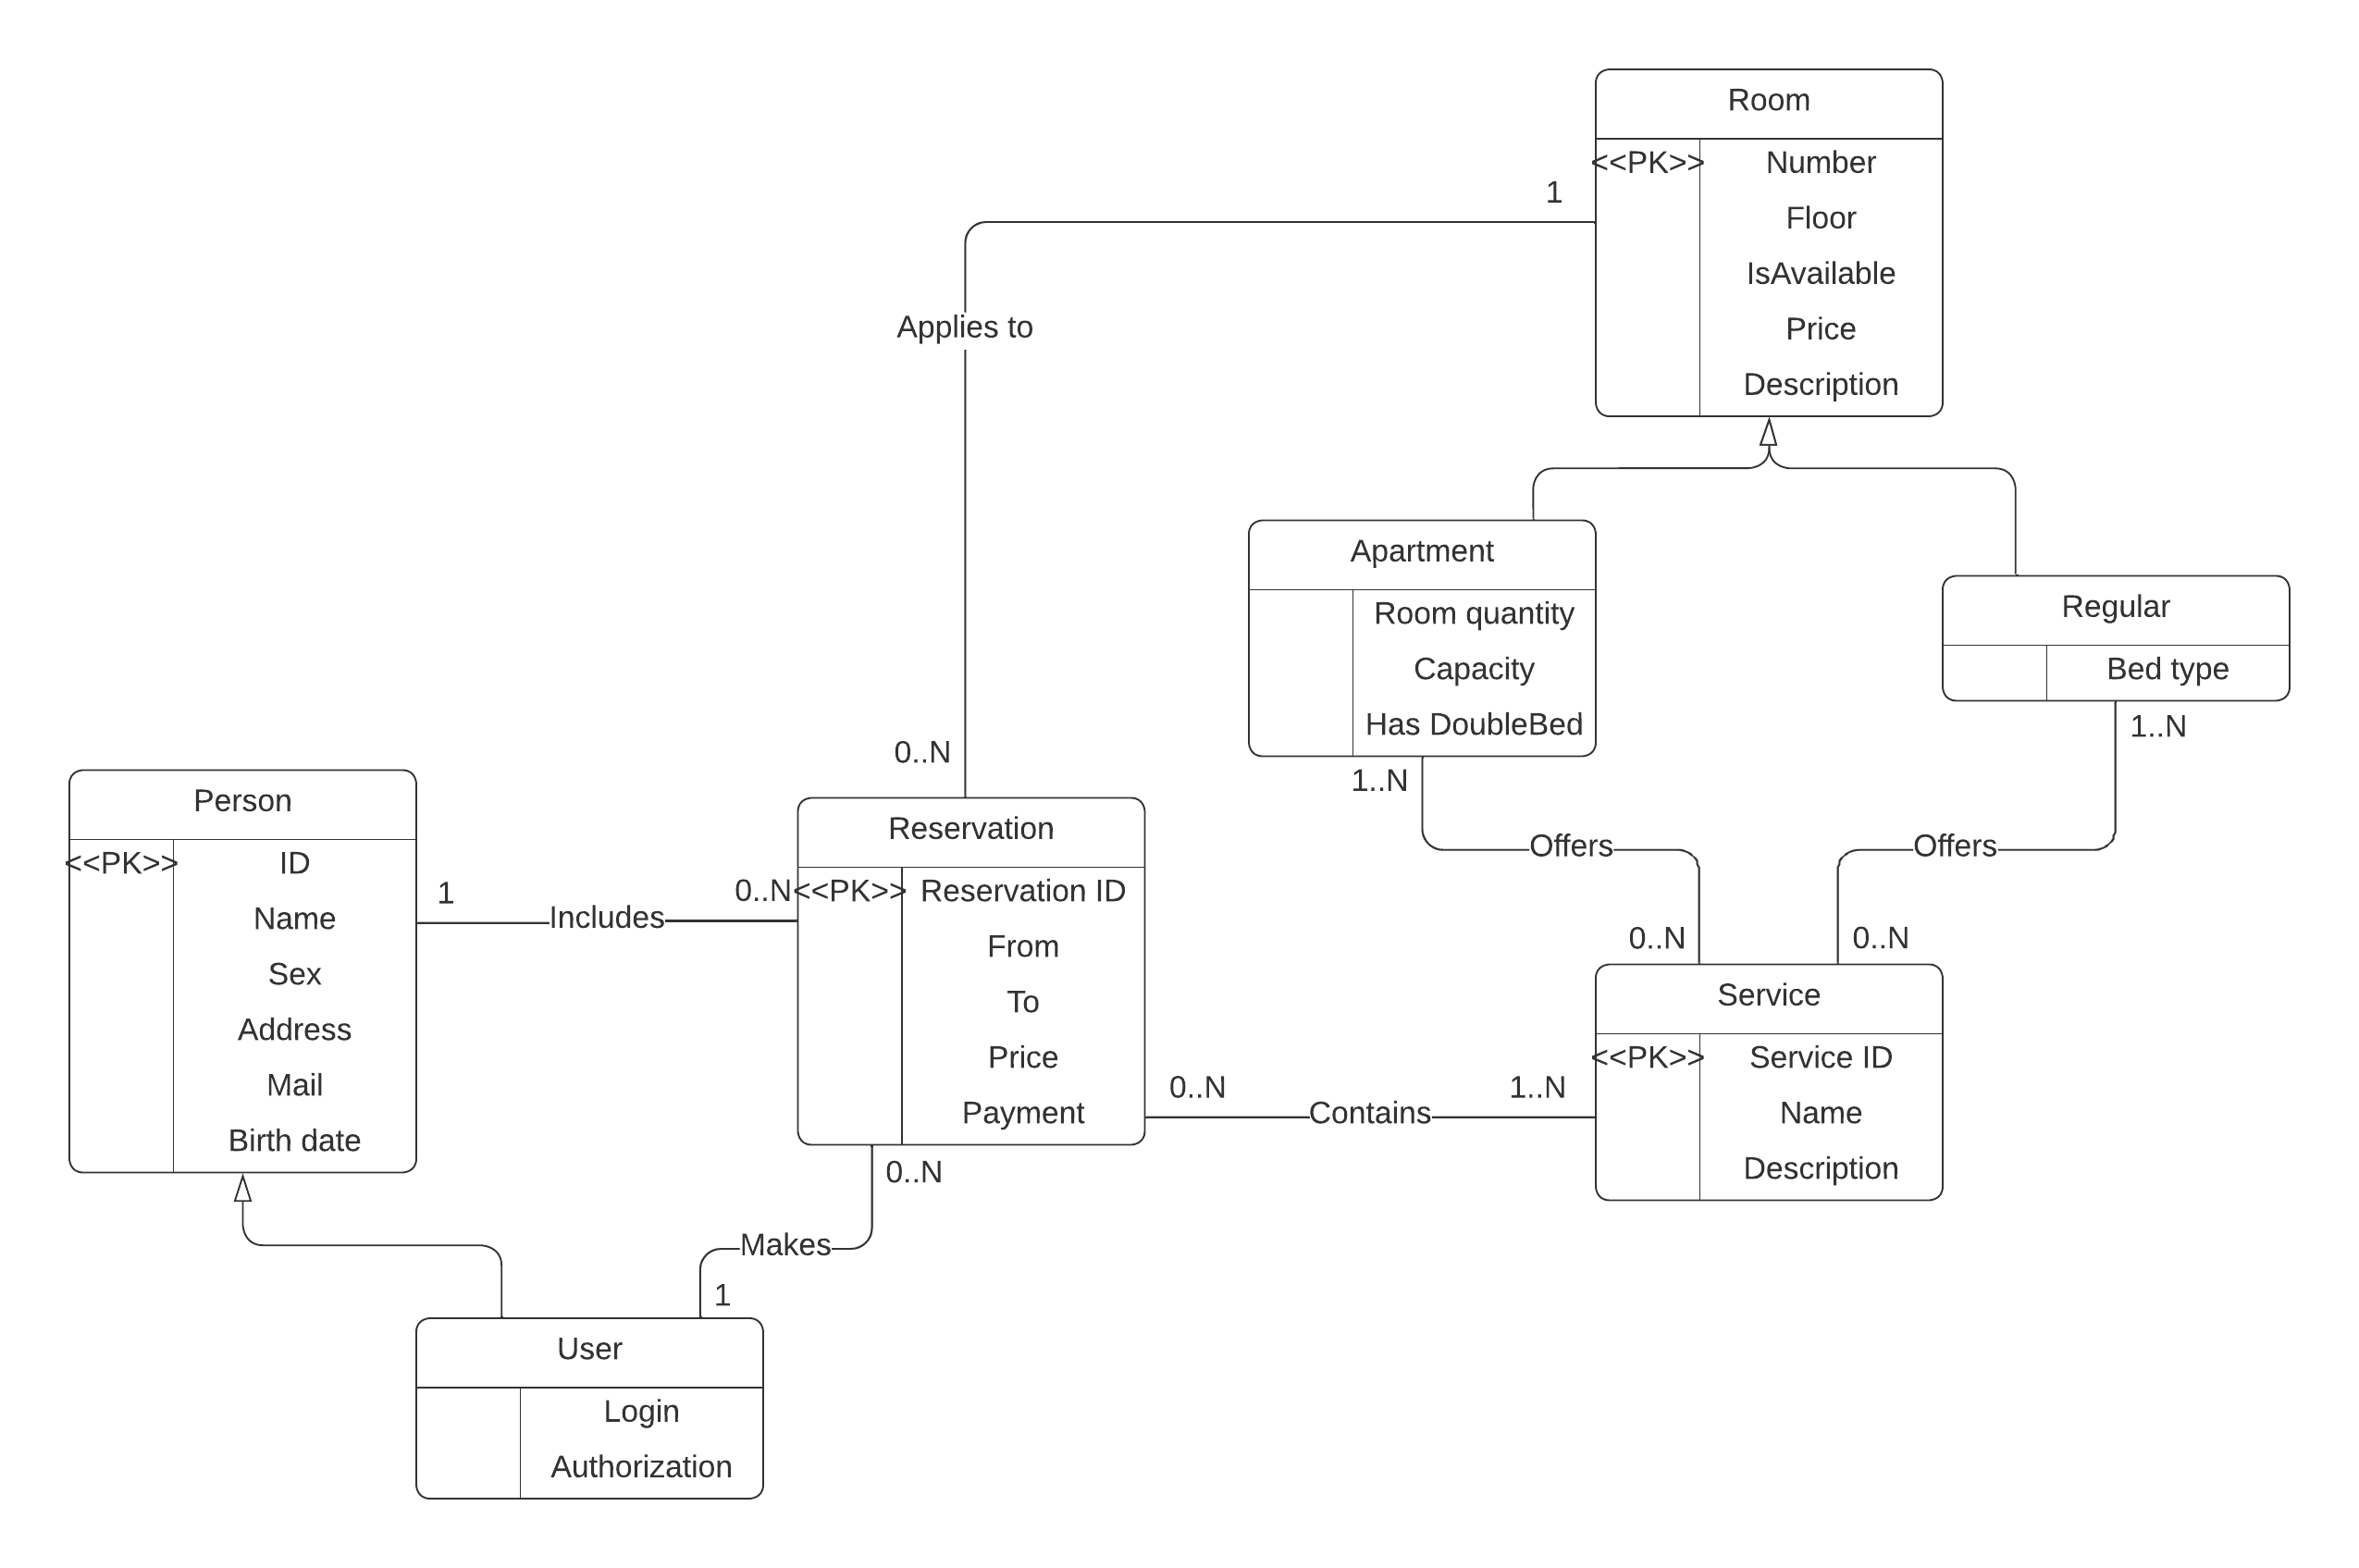 Room
<<PK>> Number
Floor
IsAvailable
Price
Description
1
Applies to
0..N
Apartment
Room quantity
Capacity
Has DoubleBed
1..N
Regular
Bed type
1..N
Offers
Offers
0..N
0..N
Person
<<PK>> ID
Name
Sex
Address
Mail
Birth date
1
Includes
0..N
Reservation
<<PK>> Reservation ID
From
To
Price
Payment
0..N
Contains
1..N
Service
<<PK>> Service ID
Name
Description
0..N
Makes
1
User
Login
Authorization